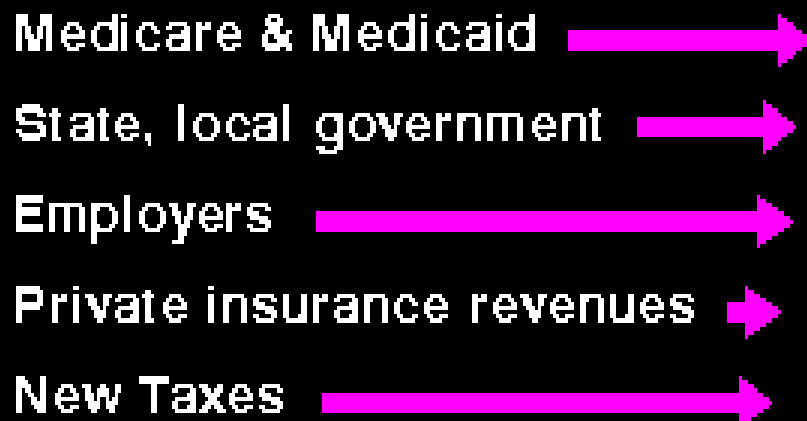 Medicare & Medicaid
State, local government
Employers
Private insurance revenues
New Taxes